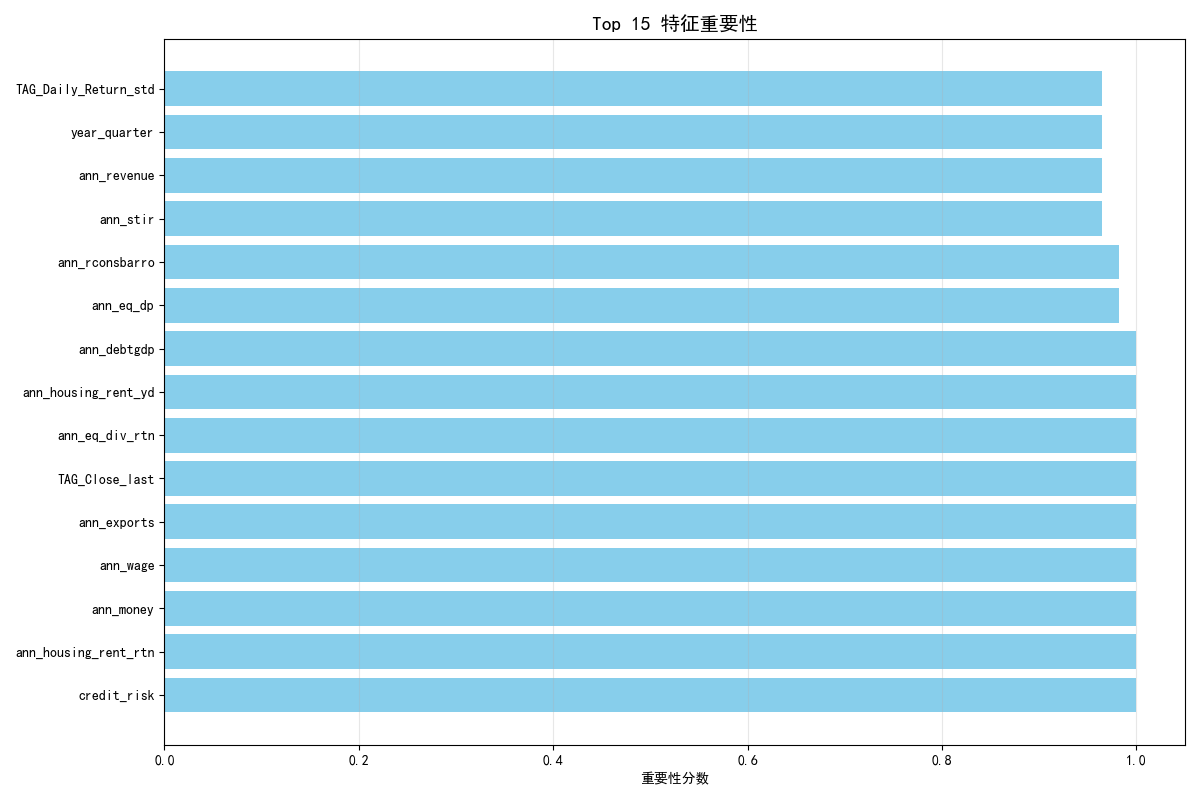 Top 15 特征重要性
TAG_Daily_Return_std
year_quarter
ann_revenue
ann_stir
ann_rconsbarro
ann_eq_dp
ann_debtgdp
ann_housing_rent_yd
ann_eq_div_rtn
TAG_Close_last
ann_exports
ann_wage
ann_money
ann_housing_rent_rtn
credit_risk
0.0 0.2 0.4 0.6 0.8 1.0
重要性分数